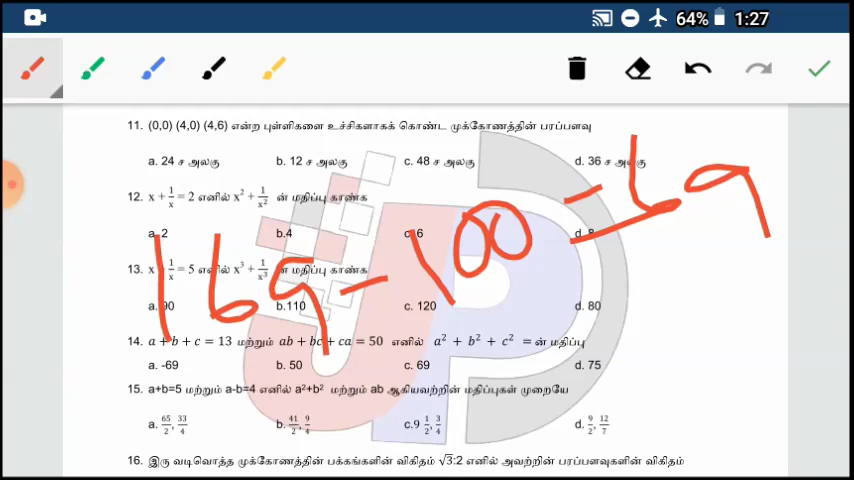 64% 1:27
11. (0,0) (4,0) (4,6) என்ற புள்ளிகளை உச்சிகளாகக் கொண்ட முக்கோணத்தின் பரப்பளவு
a. 24 ச அலகு b. 12 ச அலகு c. 48 ச அலகு d. 36 ச அலகு
12. x + 1/x = 2 எனில் x² + 1/x² ன் மதிப்பு காண்க
a. 2 b.4 c. 6 d. 8
13. x + 1/x = 5 எனில் x³ + 1/x³ ன் மதிப்பு காண்க
a. 90 b.110 c. 120 d. 80
169 - 100 = 69
14. a + b + c = 13 மற்றும் ab + bc + ca = 50 எனில் a² + b² + c² = ன் மதிப்பு
a. -69 b. 50 c. 69 d. 75
15. a+b=5 மற்றும் a-b=4 எனில் a²+b² மற்றும் ab ஆகியவற்றின் மதிப்புகள் முறையே
a. 65/2, 33/4 b. 41/2, 9/4 c.9 1/2, 3/4 d. 9/2, 12/7
16. இரு வடிவொத்த முக்கோணத்தின் பக்கங்களின் விகிதம் √3:2 எனில் அவற்றின் பரப்பளவுகளின் விகிதம்